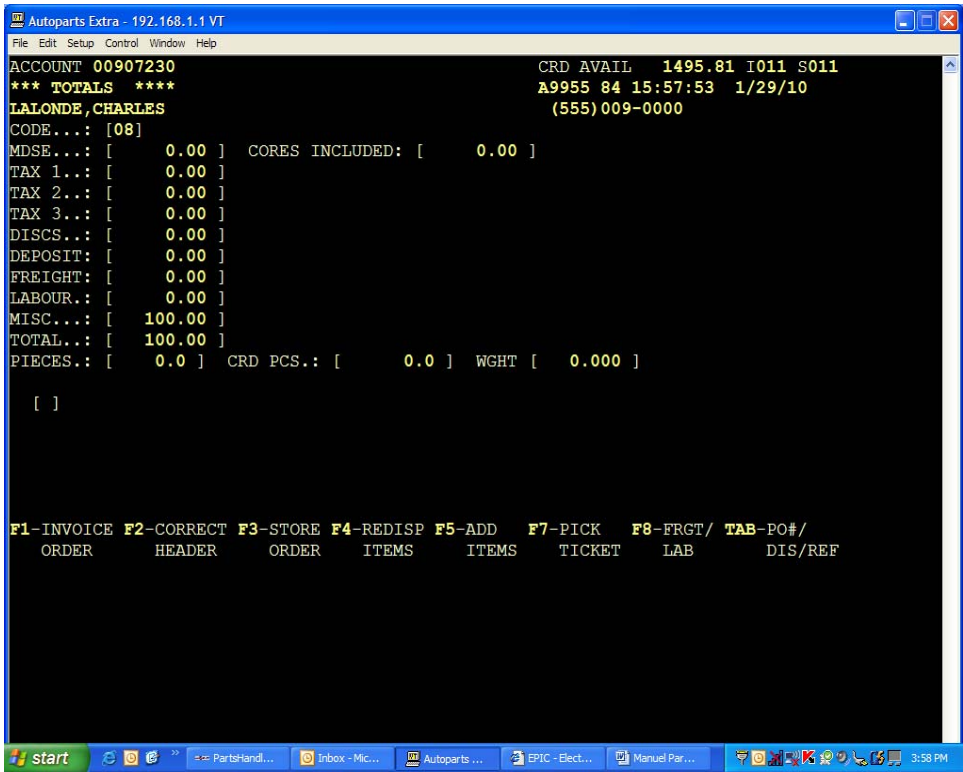 Autoparts Extra - 192.168.1.1 VT
File Edit Setup Control Window Help
ACCOUNT 00907230 CRD AVAIL 1495.81 I011 S011
*** TOTALS **** A9955 84 15:57:53 1/29/10
LALONDE,CHARLES (555)009-0000
CODE...: [08]
MDSE...: [ 0.00 ] CORES INCLUDED: [ 0.00 ]
TAX 1..: [ 0.00 ]
TAX 2..: [ 0.00 ]
TAX 3..: [ 0.00 ]
DISCS..: [ 0.00 ]
DEPOSIT: [ 0.00 ]
FREIGHT: [ 0.00 ]
LABOUR.: [ 0.00 ]
MISC...: [ 100.00 ]
TOTAL..: [ 100.00 ]
PIECES.: [ 0.0 ] CRD PCS.: [ 0.0 ] WGHT [ 0.000 ]
[ ]
F1-INVOICE F2-CORRECT F3-STORE F4-REDISP F5-ADD F7-PICK F8-FRGT/ TAB-PO#/
ORDER HEADER ORDER ITEMS ITEMS TICKET LAB DIS/REF
start PartsHandl... Inbox - Mic... Autoparts ... EPIC - Elect... Manuel Par... 3:58 PM